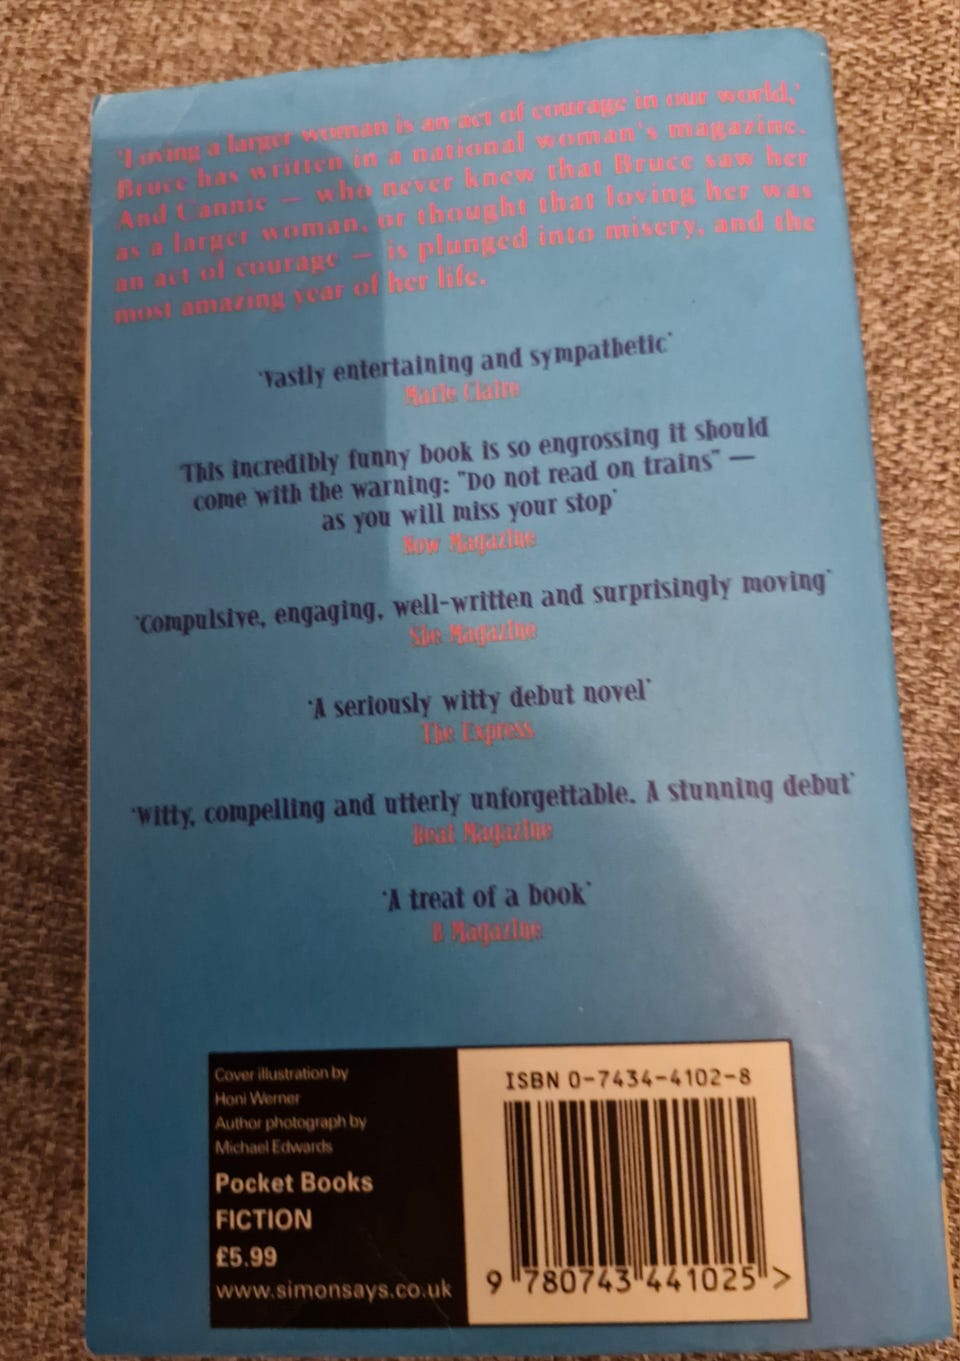 'Loving a larger woman is an act of courage in our world,'
Bruce has written in a national woman's magazine.
And Cannie – who never knew that Bruce saw her
as a larger woman, or thought that loving her was
an act of courage – is plunged into misery, and the
most amazing year of her life.
'Vastly entertaining and sympathetic'
Marie Claire
'This incredibly funny book is so engrossing it should
come with the warning: "Do not read on trains" –
as you will miss your stop'
Now Magazine
'Compulsive, engaging, well-written and surprisingly moving'
She Magazine
'A seriously witty debut novel'
The Express
'Witty, compelling and utterly unforgettable. A stunning debut'
Heat Magazine
'A treat of a book'
B Magazine
Cover illustration by
Honi Werner
Author photograph by
Michael Edwards
Pocket Books
FICTION
£5.99
www.simonsays.co.uk
ISBN 0-7434-4102-8
9 780743 441025 >